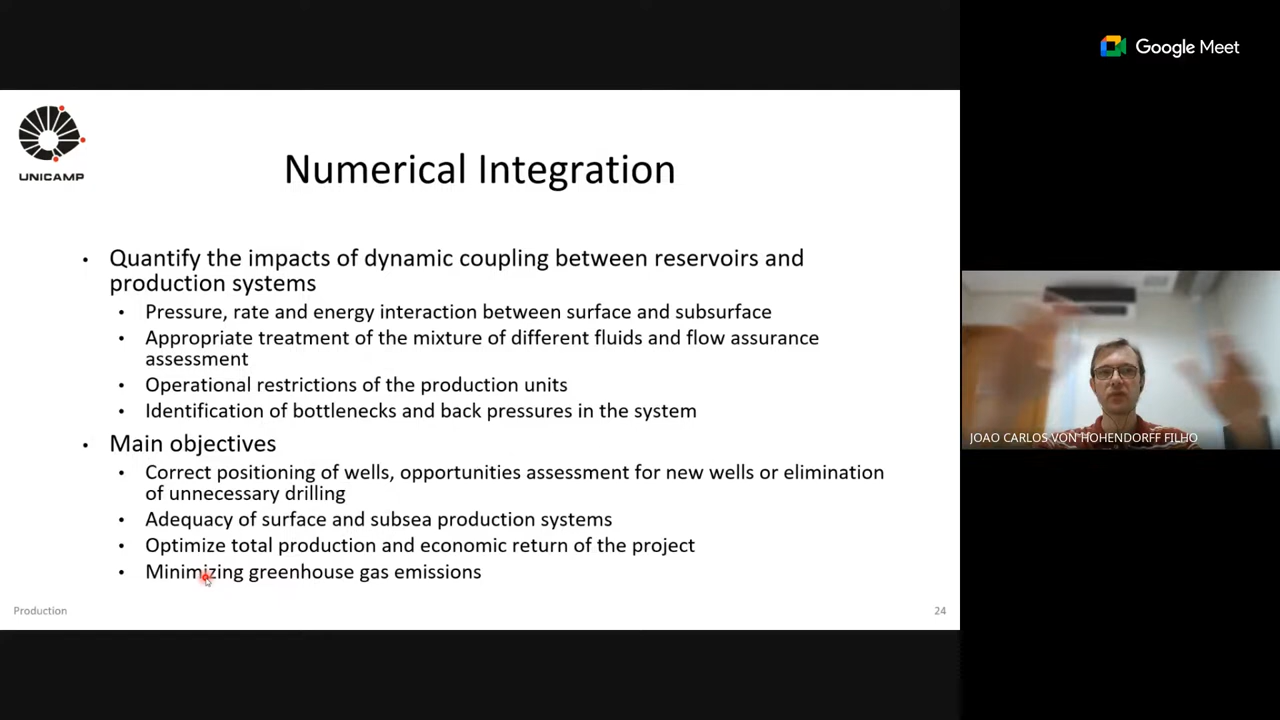 Google Meet
UNICAMP
Numerical Integration
• Quantify the impacts of dynamic coupling between reservoirs and
production systems
• Pressure, rate and energy interaction between surface and subsurface
• Appropriate treatment of the mixture of different fluids and flow assurance
assessment
• Operational restrictions of the production units
• Identification of bottlenecks and back pressures in the system
• Main objectives
• Correct positioning of wells, opportunities assessment for new wells or elimination
of unnecessary drilling
• Adequacy of surface and subsea production systems
• Optimize total production and economic return of the project
• Minimizing greenhouse gas emissions
Production
24
JOAO CARLOS VON HOHENDORFF FILHO